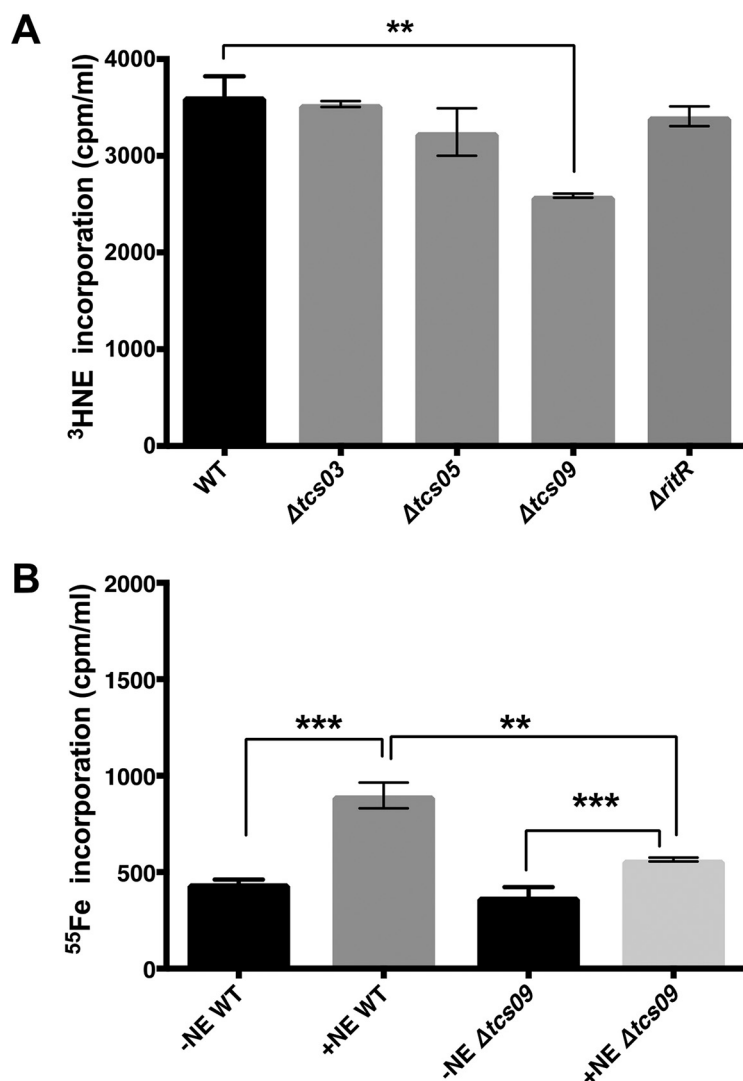 A
**
³HNE incorporation (cpm/ml)
4000
3000
2000
1000
0
WT
Δtcs03
Δtcs05
Δtcs09
ΔritR
B
⁵⁵Fe incorporation (cpm/ml)
2000
1500
1000
500
0
***
**
***
-NE WT
+NE WT
-NE Δtcs09
+NE Δtcs09